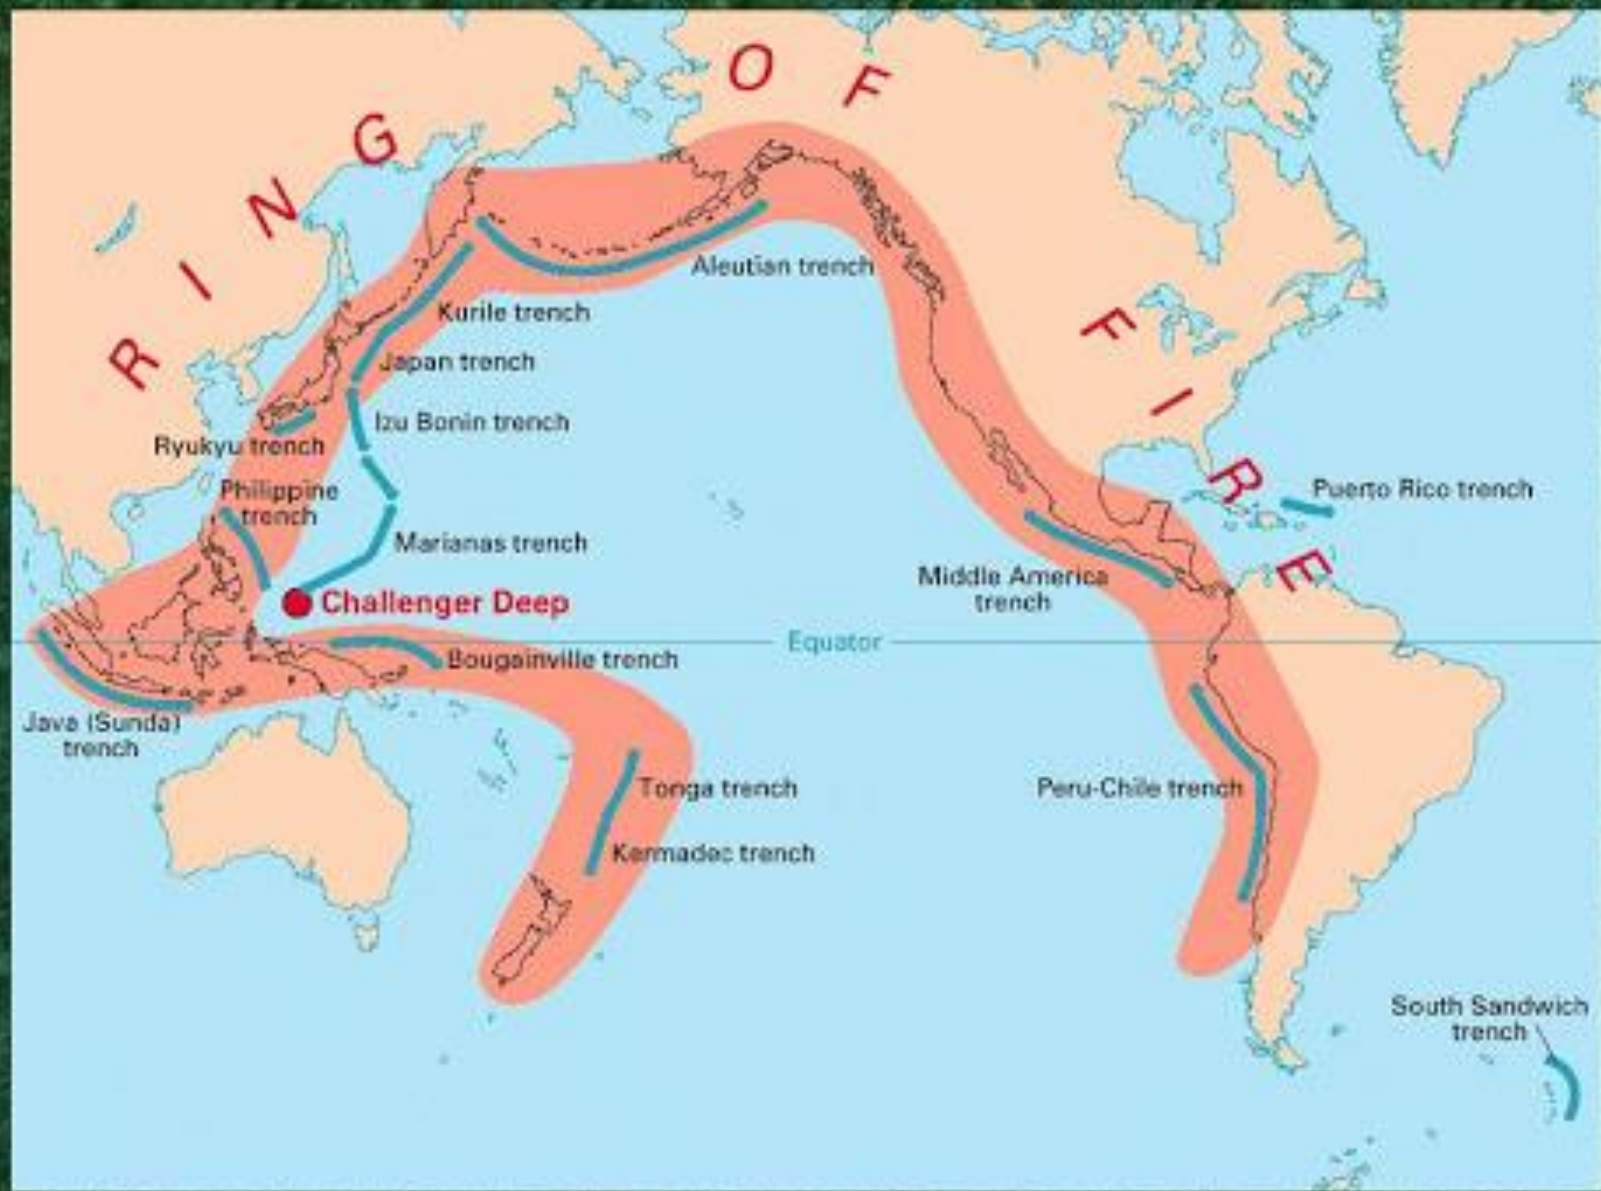 RING OF FIRE
Aleutian trench
Kurile trench
Japan trench
Izu Bonin trench
Ryukyu trench
Philippine
trench
Marianas trench
Challenger Deep
Puerto Rico trench
Middle America
trench
Equator
Bougainville trench
Java (Sunda)
trench
Tonga trench
Peru-Chile trench
Kermadec trench
South Sandwich
trench